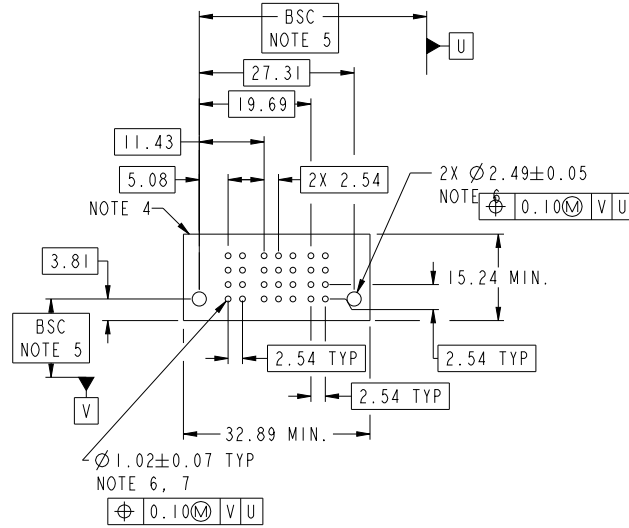 BSC
NOTE 5
U
27.31
19.69
11.43
5.08
2X 2.54
2X Ø2.49±0.05
NOTE 6
⌖ 0.10Ⓜ V U
NOTE 4
3.81
15.24 MIN.
BSC
NOTE 5
2.54 TYP
2.54 TYP
2.54 TYP
V
32.89 MIN.
Ø1.02±0.07 TYP
NOTE 6, 7
⌖ 0.10Ⓜ V U